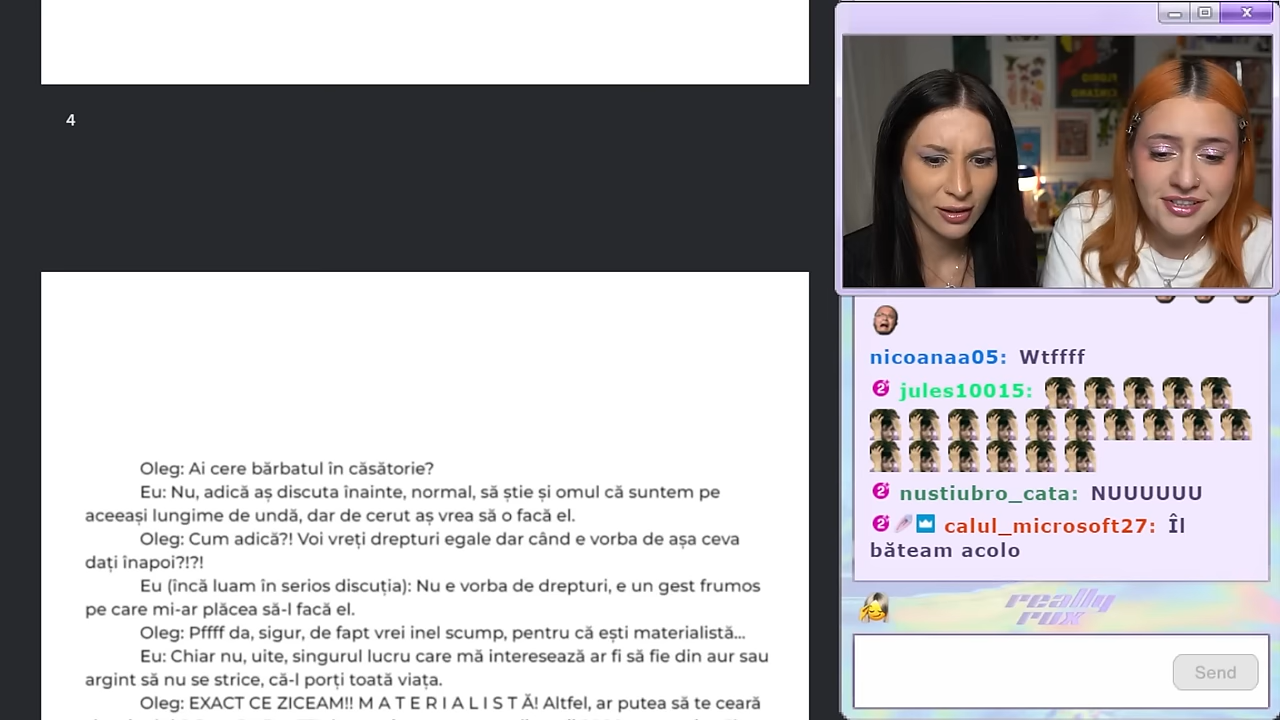 4
Oleg: Ai cere bărbatul în căsătorie?
Eu: Nu, adică aș discuta înainte, normal, să știe și omul că suntem pe
aceeași lungime de undă, dar de cerut aș vrea să o facă el.
Oleg: Cum adică?! Voi vreți drepturi egale dar când e vorba de așa ceva
dați înapoi?!?!
Eu (încă luam în serios discuția): Nu e vorba de drepturi, e un gest frumos
pe care mi-ar plăcea să-l facă el.
Oleg: Pffff da, sigur, de fapt vrei inel scump, pentru că ești materialistă...
Eu: Chiar nu, uite, singurul lucru care mă interesează ar fi să fie din aur sau
argint să nu se strice, că-l porți toată viața.
Oleg: EXACT CE ZICEAM!! M A T E R I A L I S T Ă! Altfel, ar putea să te ceară
FLORIO
CINZANO
nicoanaa05: Wtffff
jules10015:
nustiubro_cata: NUUUUUU
calul_microsoft27: Îl
băteam acolo
really
rux
Send